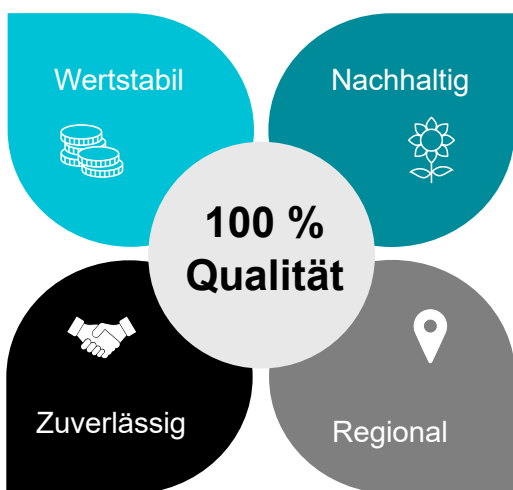 Wertstabil
Nachhaltig
100 %
Qualität
Zuverlässig
Regional